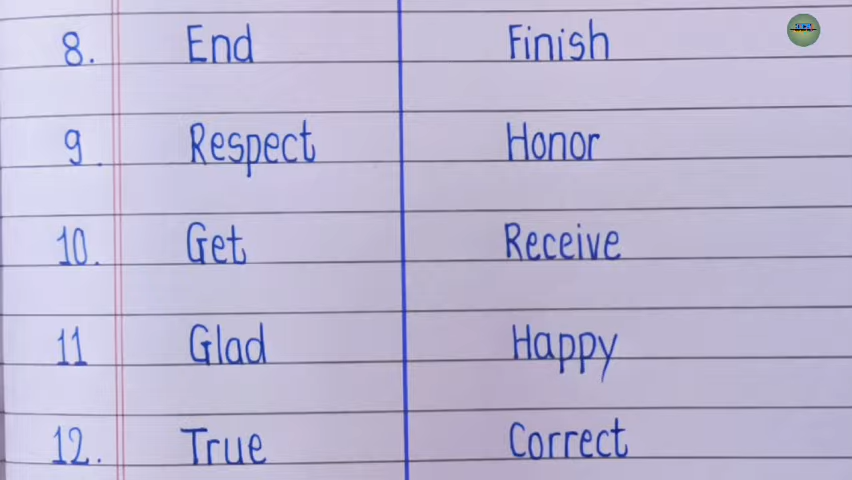 8. End Finish
9. Respect Honor
10. Get Receive
11 Glad Happy
12. True Correct